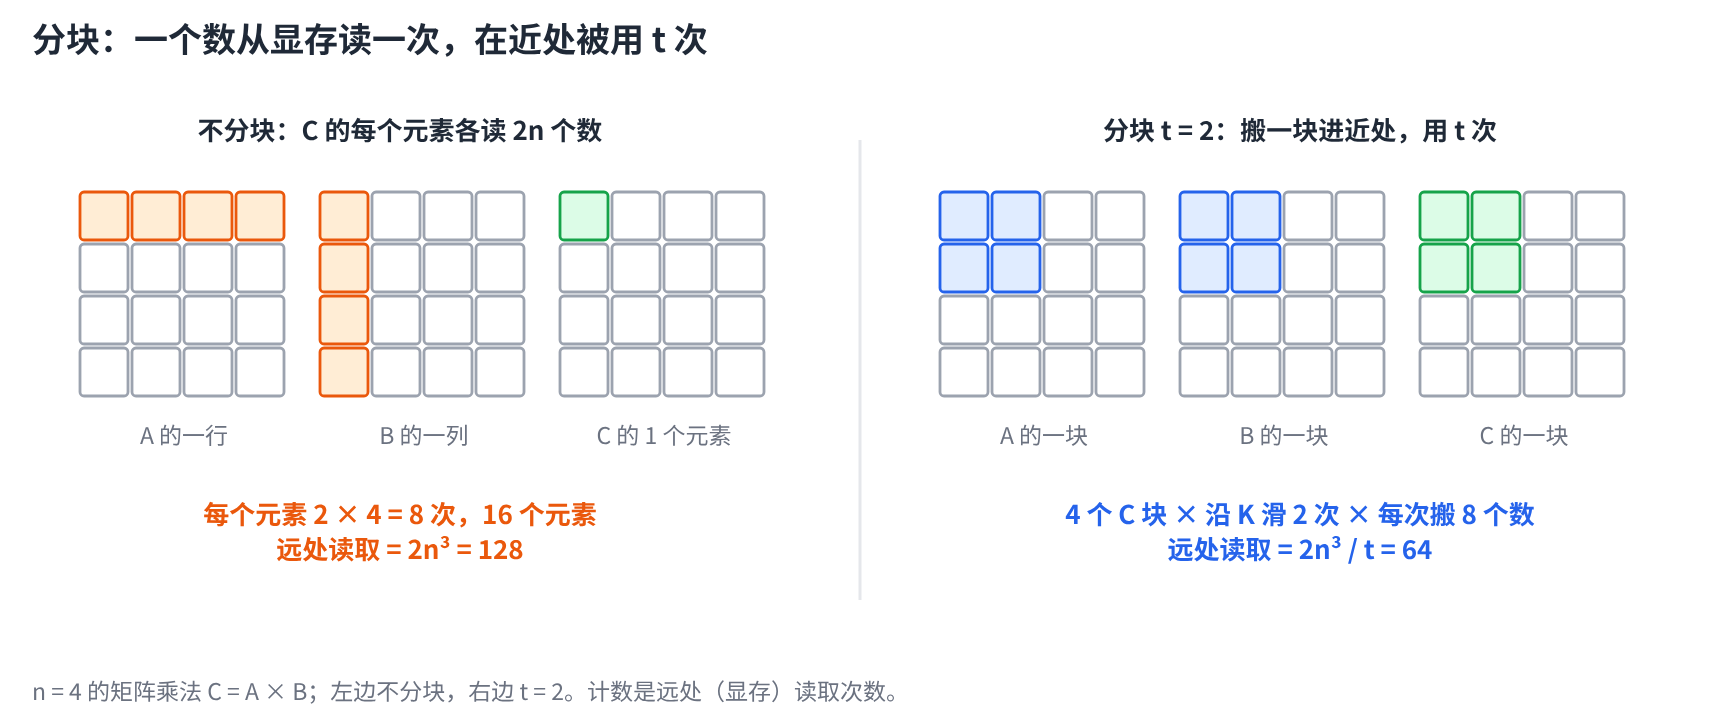 分块：一个数从显存读一次，在近处被用 t 次
不分块：C 的每个元素各读 2n 个数
A 的一行
B 的一列
C 的 1 个元素
每个元素 2 × 4 = 8 次，16 个元素
远处读取 = 2n³ = 128
分块 t = 2：搬一块进近处，用 t 次
A 的一块
B 的一块
C 的一块
4 个 C 块 × 沿 K 滑 2 次 × 每次搬 8 个数
远处读取 = 2n³ / t = 64
n = 4 的矩阵乘法 C = A × B；左边不分块，右边 t = 2。计数是远处（显存）读取次数。